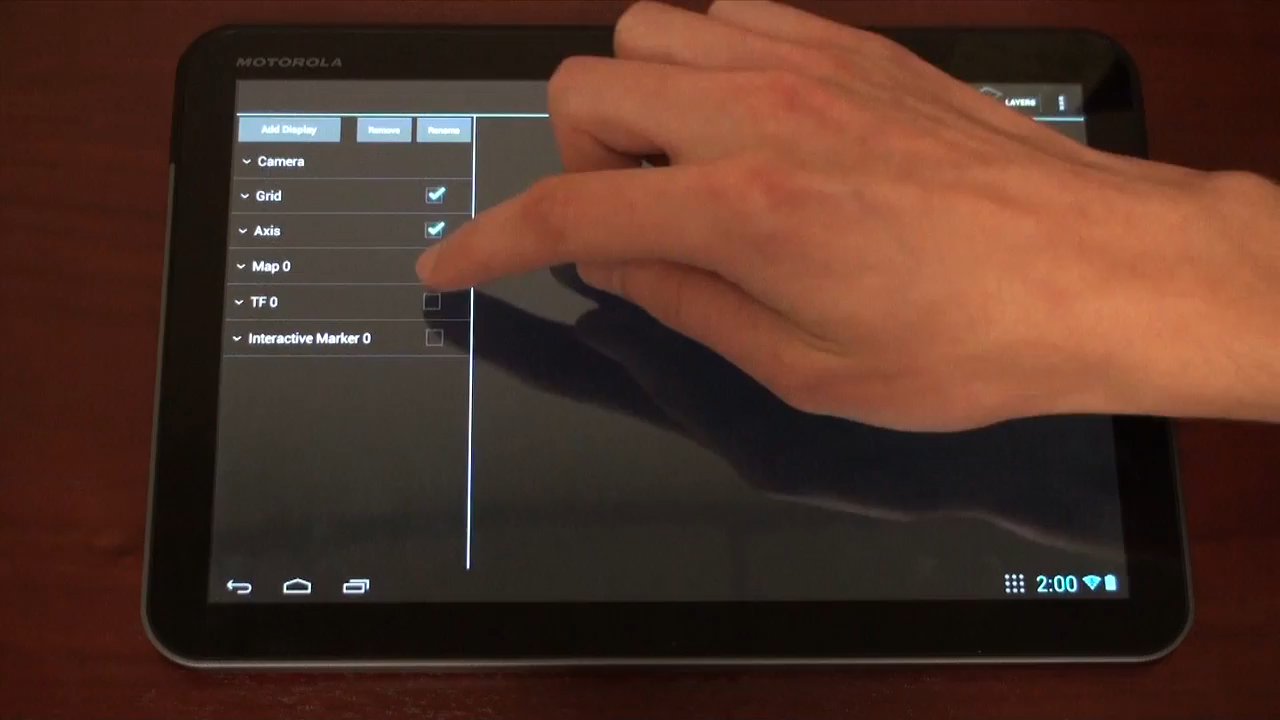 MOTOROLA
LAYERS
Add Display Remove Rename
Camera
Grid
Axis
Map 0
TF 0
Interactive Marker 0
2:00